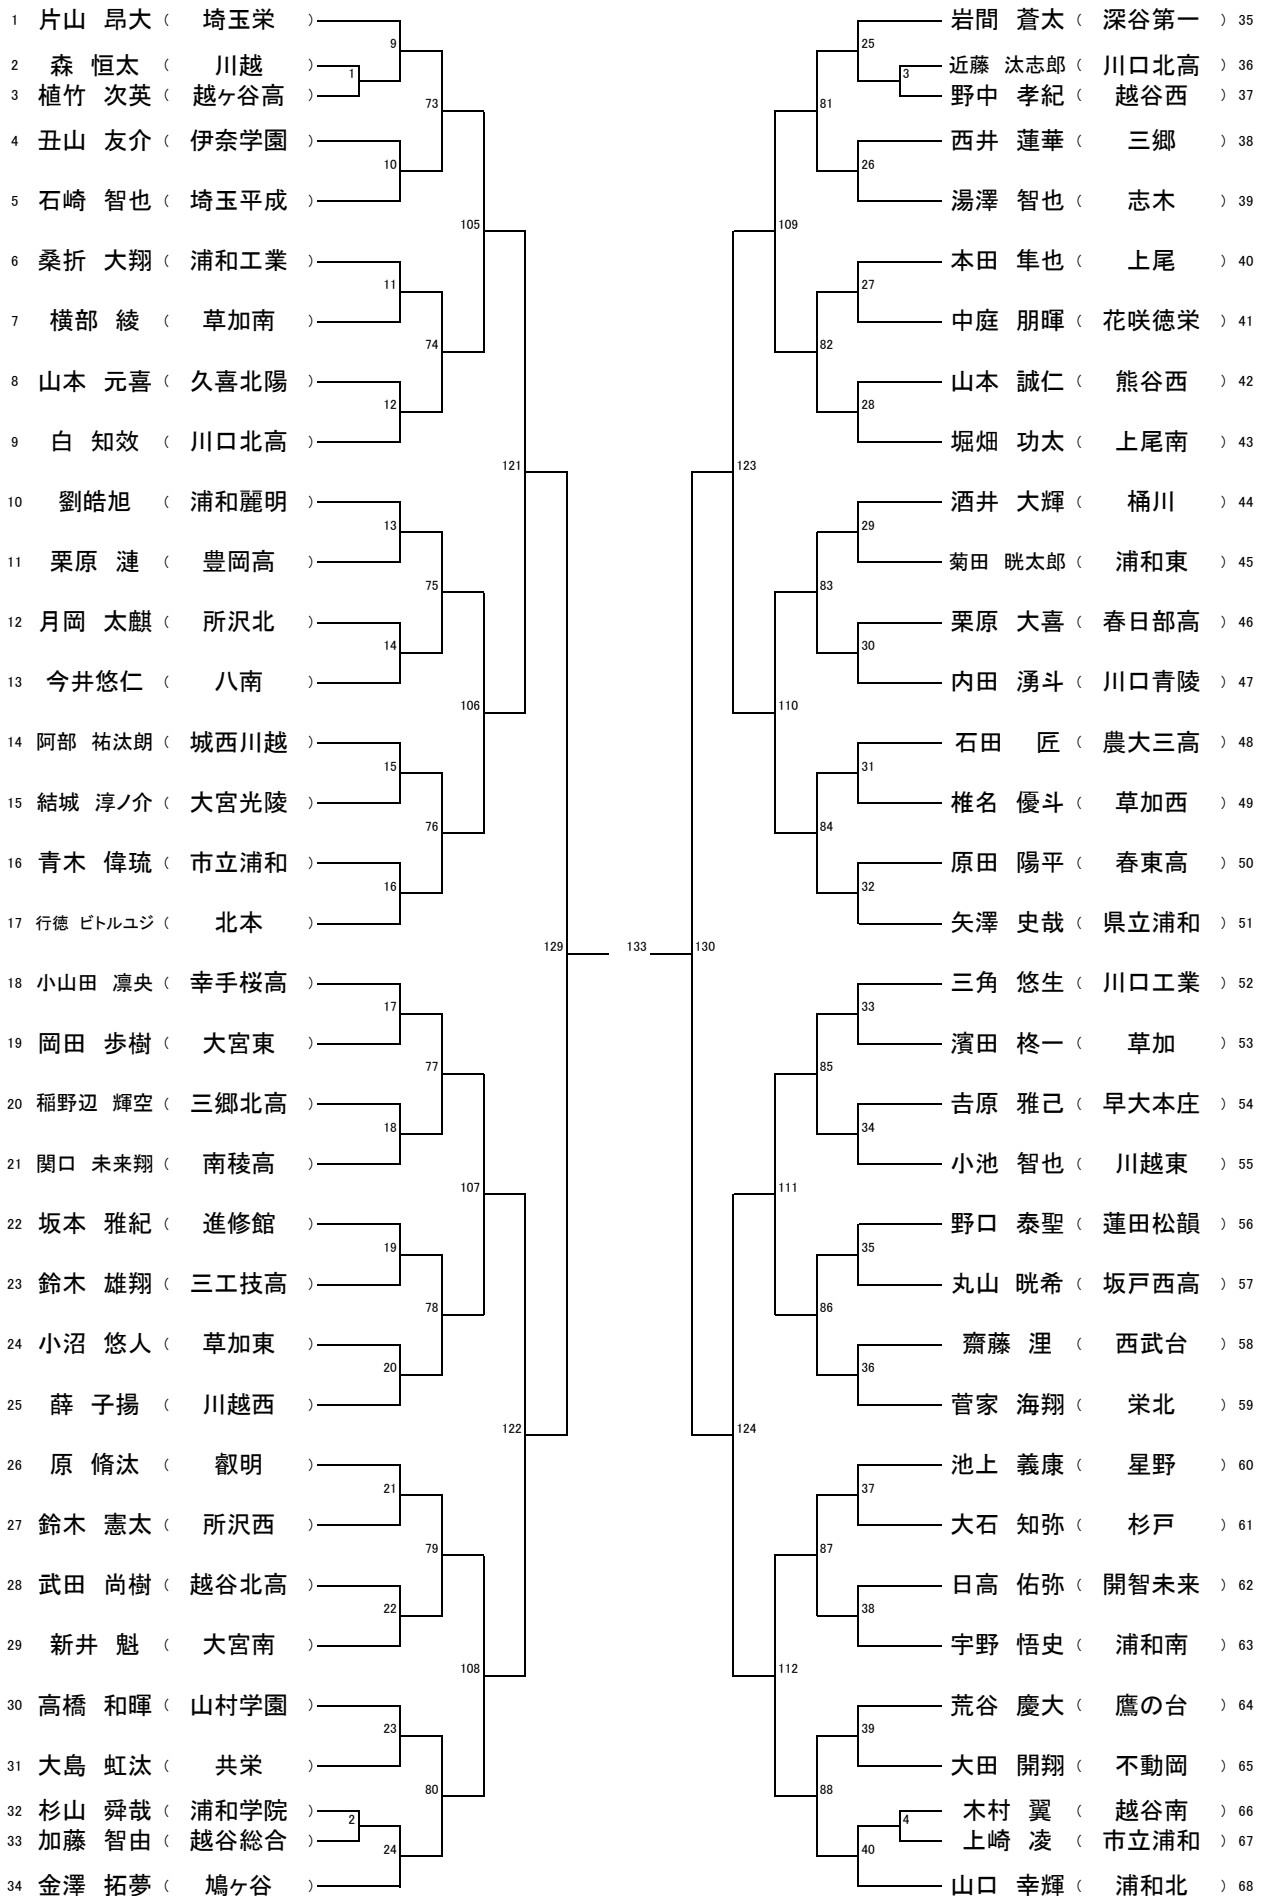 1 片山 昂大 ( 埼玉栄 )
2 森 恒太 ( 川越 )
3 植竹 次英 ( 越ヶ谷高 )
4 丑山 友介 ( 伊奈学園 )
5 石崎 智也 ( 埼玉平成 )
6 桑折 大翔 ( 浦和工業 )
7 横部 綾 ( 草加南 )
8 山本 元喜 ( 久喜北陽 )
9 白 知效 ( 川口北高 )
10 劉皓旭 ( 浦和麗明 )
11 栗原 漣 ( 豊岡高 )
12 月岡 太麒 ( 所沢北 )
13 今井悠仁 ( 八南 )
14 阿部 祐汰朗 ( 城西川越 )
15 結城 淳ノ介 ( 大宮光陵 )
16 青木 偉琉 ( 市立浦和 )
17 行徳 ビトルユジ ( 北本 )
18 小山田 凛央 ( 幸手桜高 )
19 岡田 歩樹 ( 大宮東 )
20 稲野辺 輝空 ( 三郷北高 )
21 関口 未来翔 ( 南稜高 )
22 坂本 雅紀 ( 進修館 )
23 鈴木 雄翔 ( 三工技高 )
24 小沼 悠人 ( 草加東 )
25 薛 子揚 ( 川越西 )
26 原 脩汰 ( 叡明 )
27 鈴木 憲太 ( 所沢西 )
28 武田 尚樹 ( 越谷北高 )
29 新井 魁 ( 大宮南 )
30 高橋 和暉 ( 山村学園 )
31 大島 虹汰 ( 共栄 )
32 杉山 舜哉 ( 浦和学院 )
33 加藤 智由 ( 越谷総合 )
34 金澤 拓夢 ( 鳩ヶ谷 )
1
2
9
10
11
12
13
14
15
16
17
18
19
20
21
22
23
24
73
74
75
76
77
78
79
80
105
106
107
108
121
122
129
133
130
123
124
109
110
111
112
81
82
83
84
85
86
87
88
25
26
27
28
29
30
31
32
33
34
35
36
37
38
39
40
3
4
岩間 蒼太 ( 深谷第一 ) 35
近藤 汰志郎 ( 川口北高 ) 36
野中 孝紀 ( 越谷西 ) 37
西井 蓮華 ( 三郷 ) 38
湯澤 智也 ( 志木 ) 39
本田 隼也 ( 上尾 ) 40
中庭 朋暉 ( 花咲徳栄 ) 41
山本 誠仁 ( 熊谷西 ) 42
堀畑 功太 ( 上尾南 ) 43
酒井 大輝 ( 桶川 ) 44
菊田 晄太郎 ( 浦和東 ) 45
栗原 大喜 ( 春日部高 ) 46
内田 湧斗 ( 川口青陵 ) 47
石田 匠 ( 農大三高 ) 48
椎名 優斗 ( 草加西 ) 49
原田 陽平 ( 春東高 ) 50
矢澤 史哉 ( 県立浦和 ) 51
三角 悠生 ( 川口工業 ) 52
濱田 柊一 ( 草加 ) 53
𠮷原 雅己 ( 早大本庄 ) 54
小池 智也 ( 川越東 ) 55
野口 泰聖 ( 蓮田松韻 ) 56
丸山 晄希 ( 坂戸西高 ) 57
齋藤 浬 ( 西武台 ) 58
菅家 海翔 ( 栄北 ) 59
池上 義康 ( 星野 ) 60
大石 知弥 ( 杉戸 ) 61
日高 佑弥 ( 開智未来 ) 62
宇野 悟史 ( 浦和南 ) 63
荒谷 慶大 ( 鷹の台 ) 64
大田 開翔 ( 不動岡 ) 65
木村 翼 ( 越谷南 ) 66
上崎 凌 ( 市立浦和 ) 67
山口 幸輝 ( 浦和北 ) 68